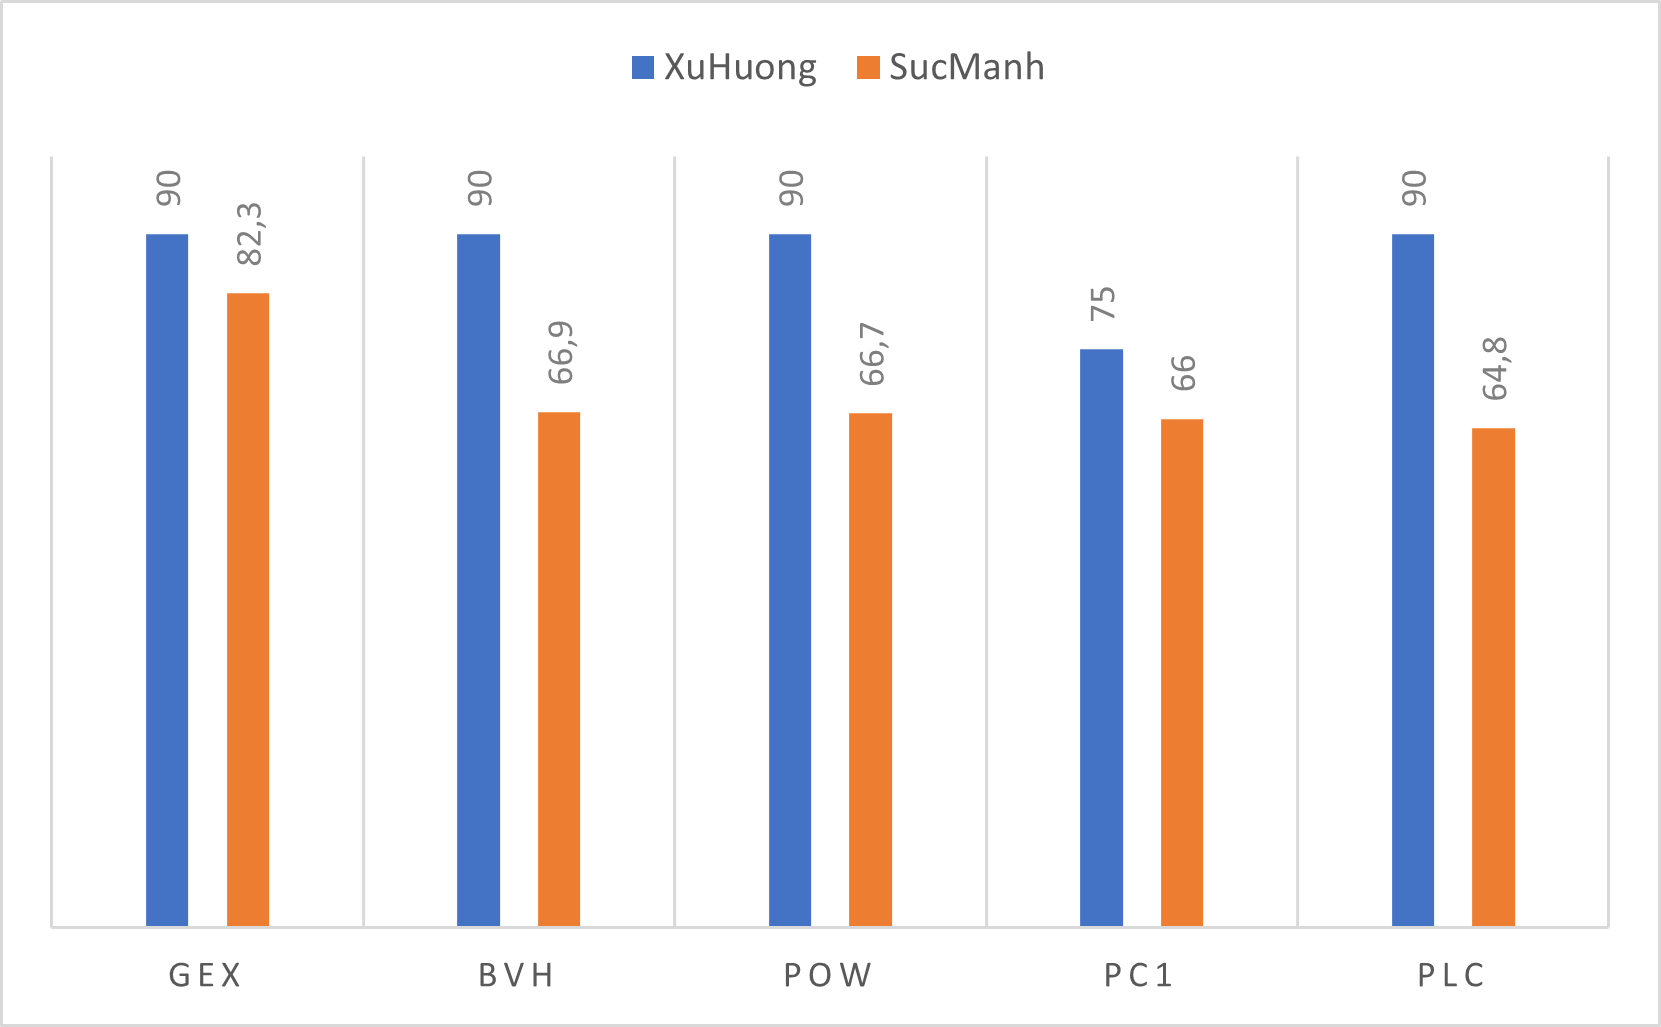 XuHuong SucManh
90 82,3 90 66,9 90 66,7 75 66 90 64,8
GEX BVH POW PC1 PLC